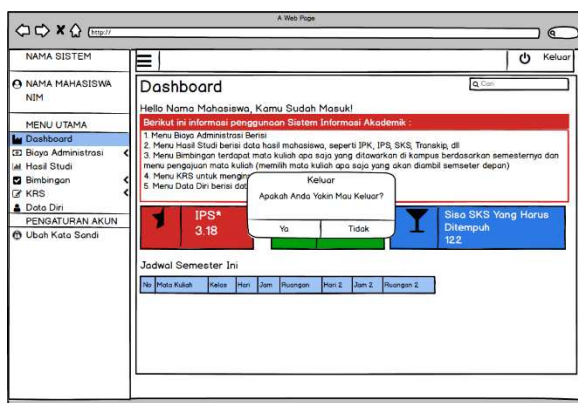 A Web Page
http://
NAMA SISTEM
Keluar
NAMA MAHASISWA
NIM
MENU UTAMA
Dashboard
Biaya Administrasi
Hasil Studi
Bimbingan
KRS
Data Diri
PENGATURAN AKUN
Ubah Kata Sandi
Dashboard
Cari
Hello Nama Mahasiswa, Kamu Sudah Masuk!
Berikut ini informasi penggunaan Sistem Informasi Akademik :
1. Menu Biaya Administrasi Berisi
2. Menu Hasil Studi berisi data hasil mahasiswa, seperti IPK, IPS, SKS, Transkip, dll
3. Menu Bimbingan terdapat mata kuliah apa saja yang ditawarkan di kampus berdasarkan semesternya dan
menu pengajuan mata kuliah (memilih mata kuliah apa saja yang akan diambil semseter depan)
4. Menu KRS untuk
5. Menu Data Diri berisi
Keluar
Apakah Anda Yakin Mau Keluar?
Ya Tidak
IPS*
3.18
Sisa SKS Yang Harus
Ditempuh
122
Jadwal Semester Ini
No Mata Kuliah Kelas Hari Jam Ruangan Hari 2 Jam 2 Ruangan 2